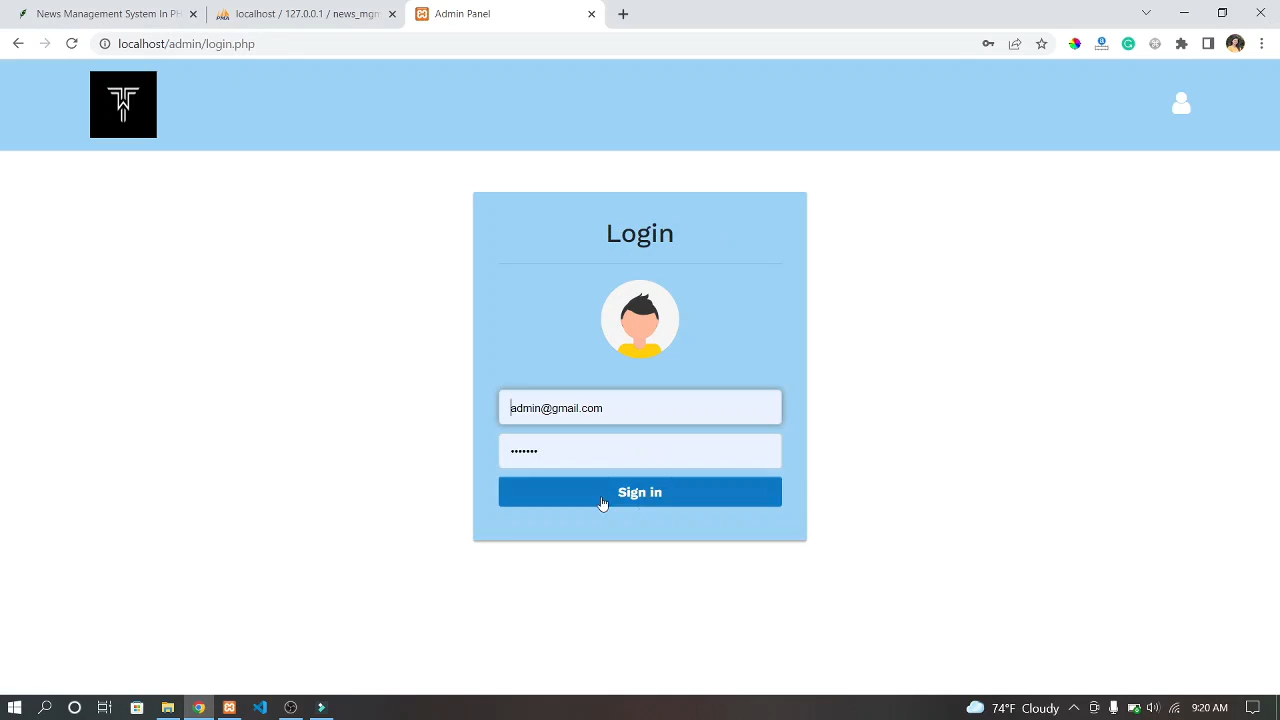 News Management System In PH
localhost / 127.0.0.1 / news_mgm
Admin Panel
localhost/admin/login.php
Login
admin@gmail.com
•••••••
Sign in
74°F Cloudy
9:20 AM